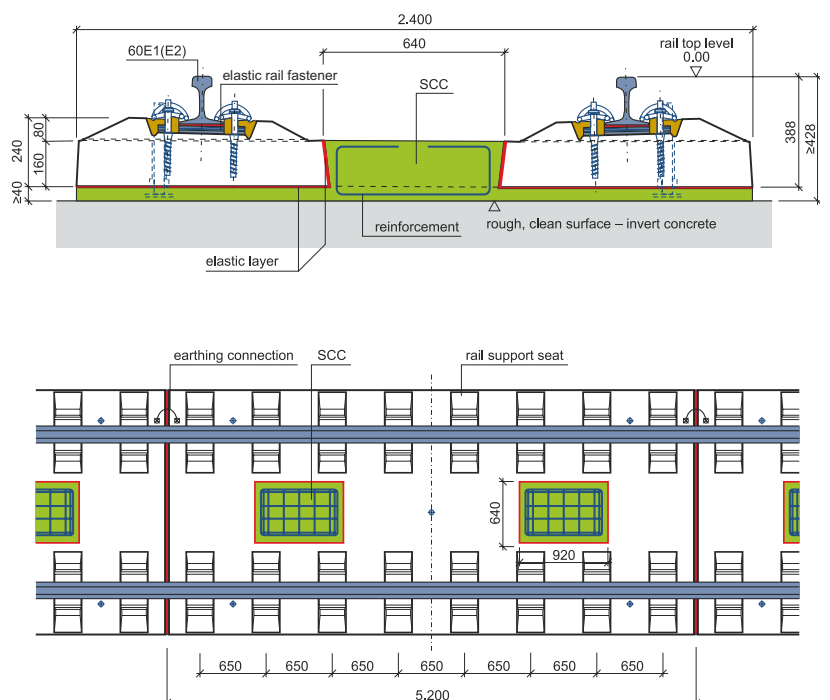 2.400
60E1(E2)
640
rail top level
0.00
elastic rail fastener
SCC
80
240
160
≥40
388
≥428
reinforcement
rough, clean surface – invert concrete
elastic layer
earthing connection
SCC
rail support seat
640
920
650 650 650 650 650 650 650
5.200